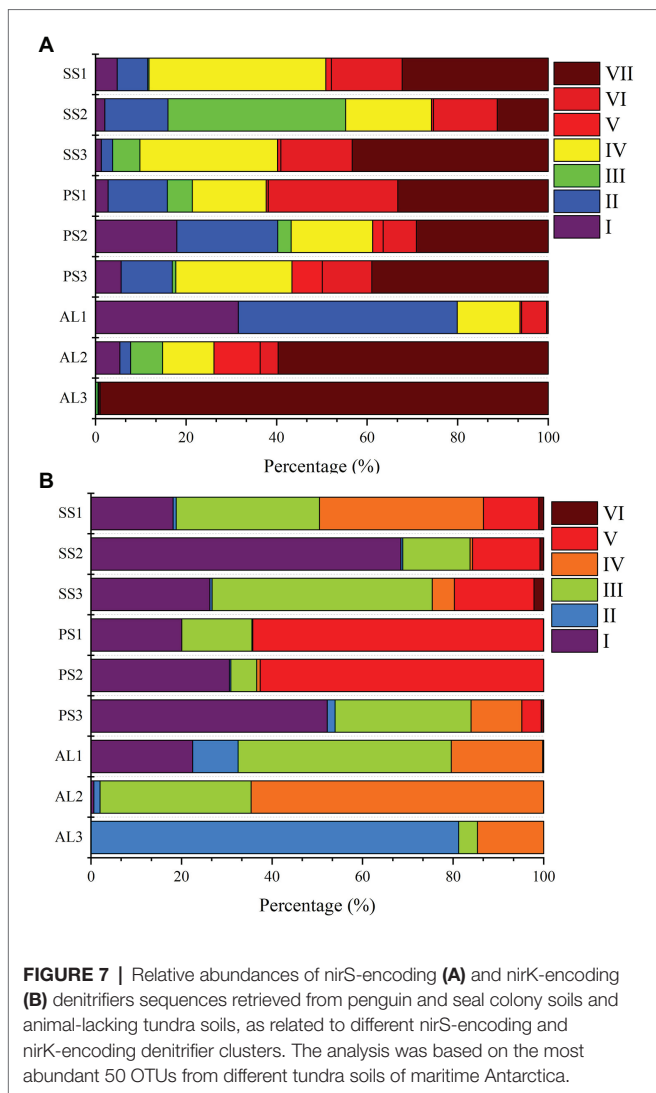 A
SS1
SS2
SS3
PS1
PS2
PS3
AL1
AL2
AL3
VII
VI
V
IV
III
II
I
0 20 40 60 80 100
Percentage (%)
B
SS1
SS2
SS3
PS1
PS2
PS3
AL1
AL2
AL3
VI
V
IV
III
II
I
0 20 40 60 80 100
Percentage (%)
FIGURE 7 | Relative abundances of nirS-encoding (A) and nirK-encoding
(B) denitrifiers sequences retrieved from penguin and seal colony soils and
animal-lacking tundra soils, as related to different nirS-encoding and
nirK-encoding denitrifier clusters. The analysis was based on the most
abundant 50 OTUs from different tundra soils of maritime Antarctica.